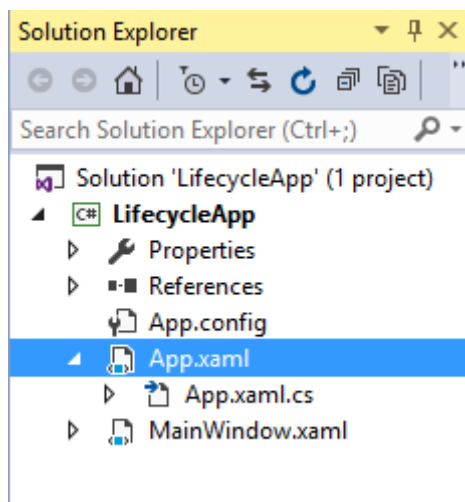 Solution Explorer
Search Solution Explorer (Ctrl+;)
Solution 'LifecycleApp' (1 project)
C# LifecycleApp
Properties
References
App.config
App.xaml
App.xaml.cs
MainWindow.xaml